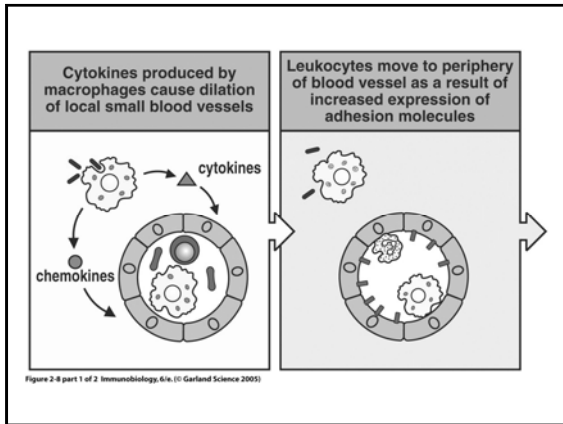 Cytokines produced by
macrophages cause dilation
of local small blood vessels
cytokines
chemokines
Leukocytes move to periphery
of blood vessel as a result of
increased expression of
adhesion molecules
Figure 2-8 part 1 of 2 Immunobiology, 6/e. (© Garland Science 2005)